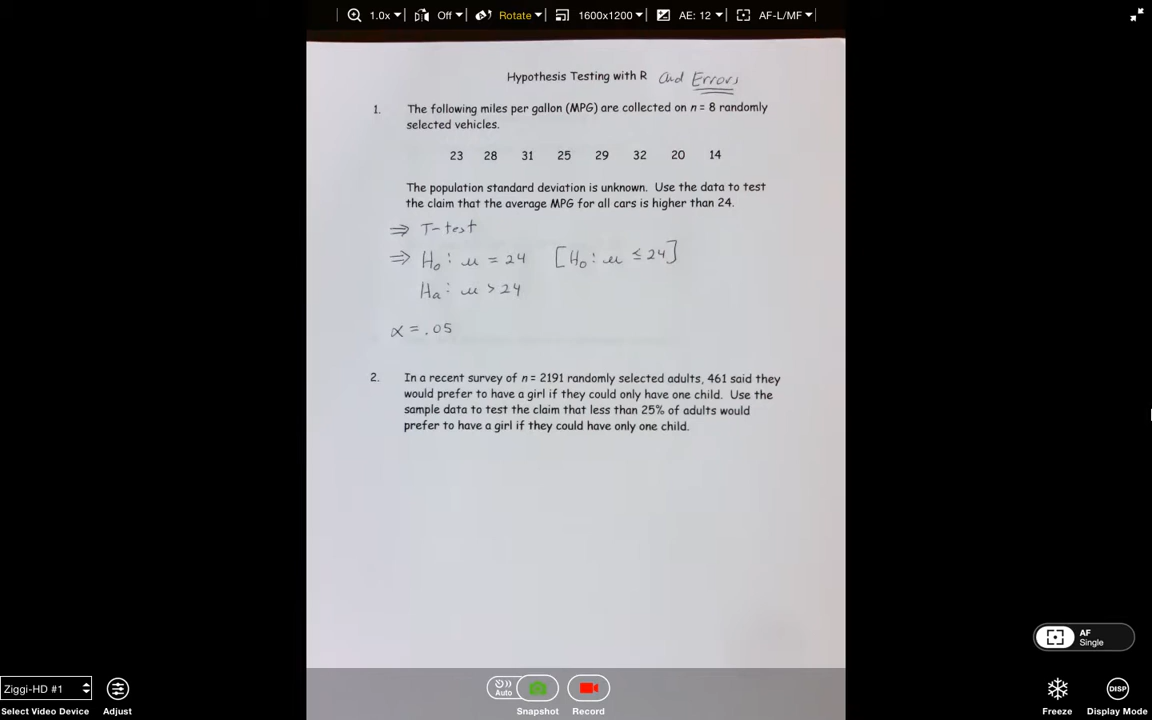 1.0x Off Rotate 1600x1200 AE: 12 AF-L/MF
Hypothesis Testing with R and Errors
1. The following miles per gallon (MPG) are collected on n = 8 randomly
selected vehicles.
23 28 31 25 29 32 20 14
The population standard deviation is unknown. Use the data to test
the claim that the average MPG for all cars is higher than 24.
⇒ T-test
⇒ H₀: μ = 24 [H₀: μ ≤ 24]
Hₐ: μ > 24
α = .05
2. In a recent survey of n = 2191 randomly selected adults, 461 said they
would prefer to have a girl if they could only have one child. Use the
sample data to test the claim that less than 25% of adults would
prefer to have a girl if they could have only one child.
AF
Single
Ziggi-HD #1
Auto
Select Video Device Adjust Snapshot Record Freeze Display Mode
DISP